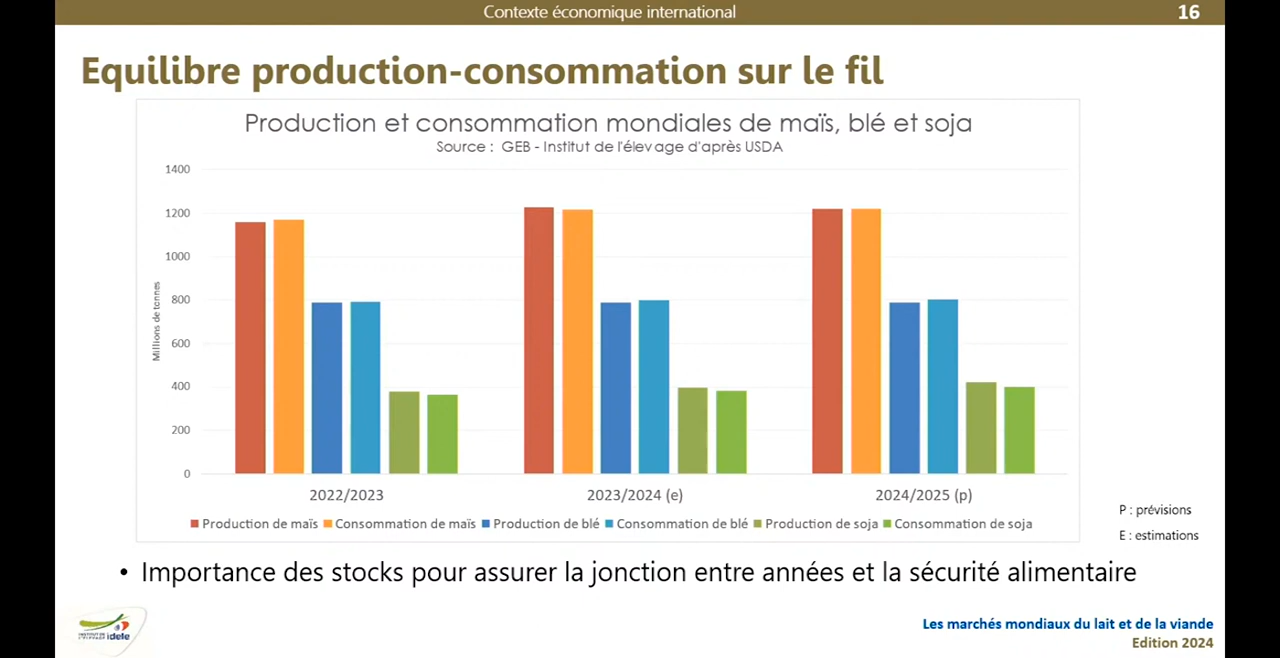 Contexte économique international
16
Equilibre production-consommation sur le fil
Production et consommation mondiales de maïs, blé et soja
Source : GEB - Institut de l'élevage d'après USDA
1400
1200
1000
800
600
400
200
0
Millions de tonnes
2022/2023
2023/2024 (e)
2024/2025 (p)
Production de maïs
Consommation de maïs
Production de blé
Consommation de blé
Production de soja
Consommation de soja
P : prévisions
E : estimations
• Importance des stocks pour assurer la jonction entre années et la sécurité alimentaire
INSTITUT DE
L'ELEVAGE idele
Les marchés mondiaux du lait et de la viande
Edition 2024